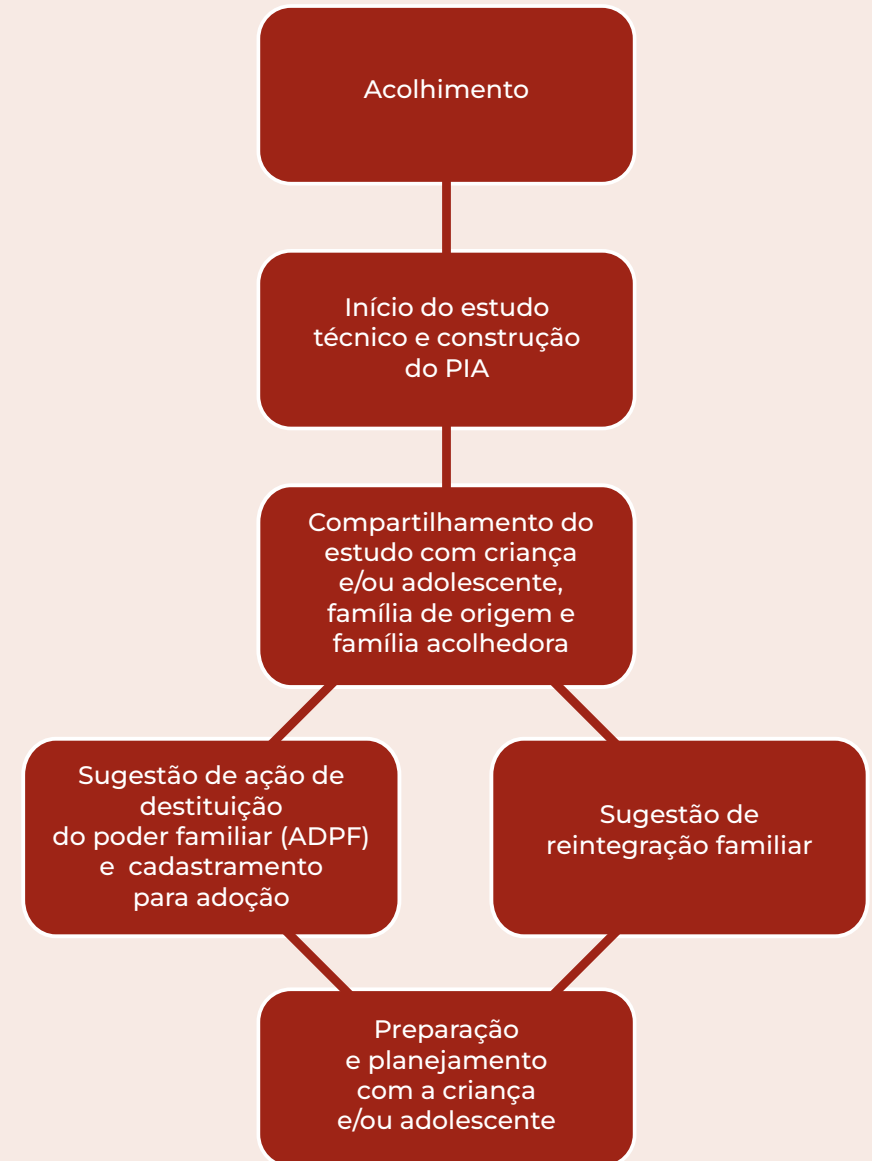 Acolhimento
Início do estudo
técnico e construção
do PIA
Compartilhamento do
estudo com criança
e/ou adolescente,
família de origem e
família acolhedora
Sugestão de ação de
destituição
do poder familiar (ADPF)
e cadastramento
para adoção
Sugestão de
reintegração familiar
Preparação
e planejamento
com a criança
e/ou adolescente